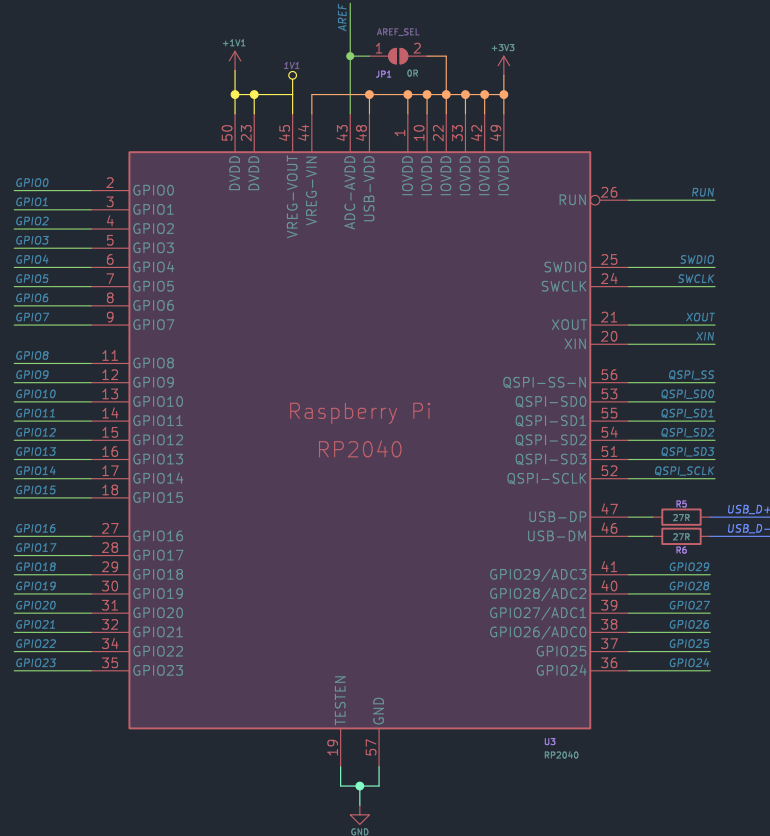 AREF
AREF_SEL
1 2
JP1 0R
+1V1
1V1
+3V3
50 23 45 44 43 48 1 10 22 33 42 49
DVDD DVDD VREG-VOUT VREG-VIN ADC-AVDD USB-VDD IOVDD IOVDD IOVDD IOVDD IOVDD IOVDD
GPIO0 2 GPIO0
GPIO1 3 GPIO1
GPIO2 4 GPIO2
GPIO3 5 GPIO3
GPIO4 6 GPIO4
GPIO5 7 GPIO5
GPIO6 8 GPIO6
GPIO7 9 GPIO7
GPIO8 11 GPIO8
GPIO9 12 GPIO9
GPIO10 13 GPIO10
GPIO11 14 GPIO11
GPIO12 15 GPIO12
GPIO13 16 GPIO13
GPIO14 17 GPIO14
GPIO15 18 GPIO15
GPIO16 27 GPIO16
GPIO17 28 GPIO17
GPIO18 29 GPIO18
GPIO19 30 GPIO19
GPIO20 31 GPIO20
GPIO21 32 GPIO21
GPIO22 34 GPIO22
GPIO23 35 GPIO23
Raspberry Pi
RP2040
RUN 26 RUN
SWDIO 25 SWDIO
SWCLK 24 SWCLK
XOUT 21 XOUT
XIN 20 XIN
QSPI-SS-N 56 QSPI_SS
QSPI-SD0 53 QSPI_SD0
QSPI-SD1 55 QSPI_SD1
QSPI-SD2 54 QSPI_SD2
QSPI-SD3 51 QSPI_SD3
QSPI-SCLK 52 QSPI_SCLK
R5
USB-DP 47 27R USB_D+
USB-DM 46 27R USB_D-
R6
GPIO29/ADC3 41 GPIO29
GPIO28/ADC2 40 GPIO28
GPIO27/ADC1 39 GPIO27
GPIO26/ADC0 38 GPIO26
GPIO25 37 GPIO25
GPIO24 36 GPIO24
TESTEN GND
19 57
U3
RP2040
GND